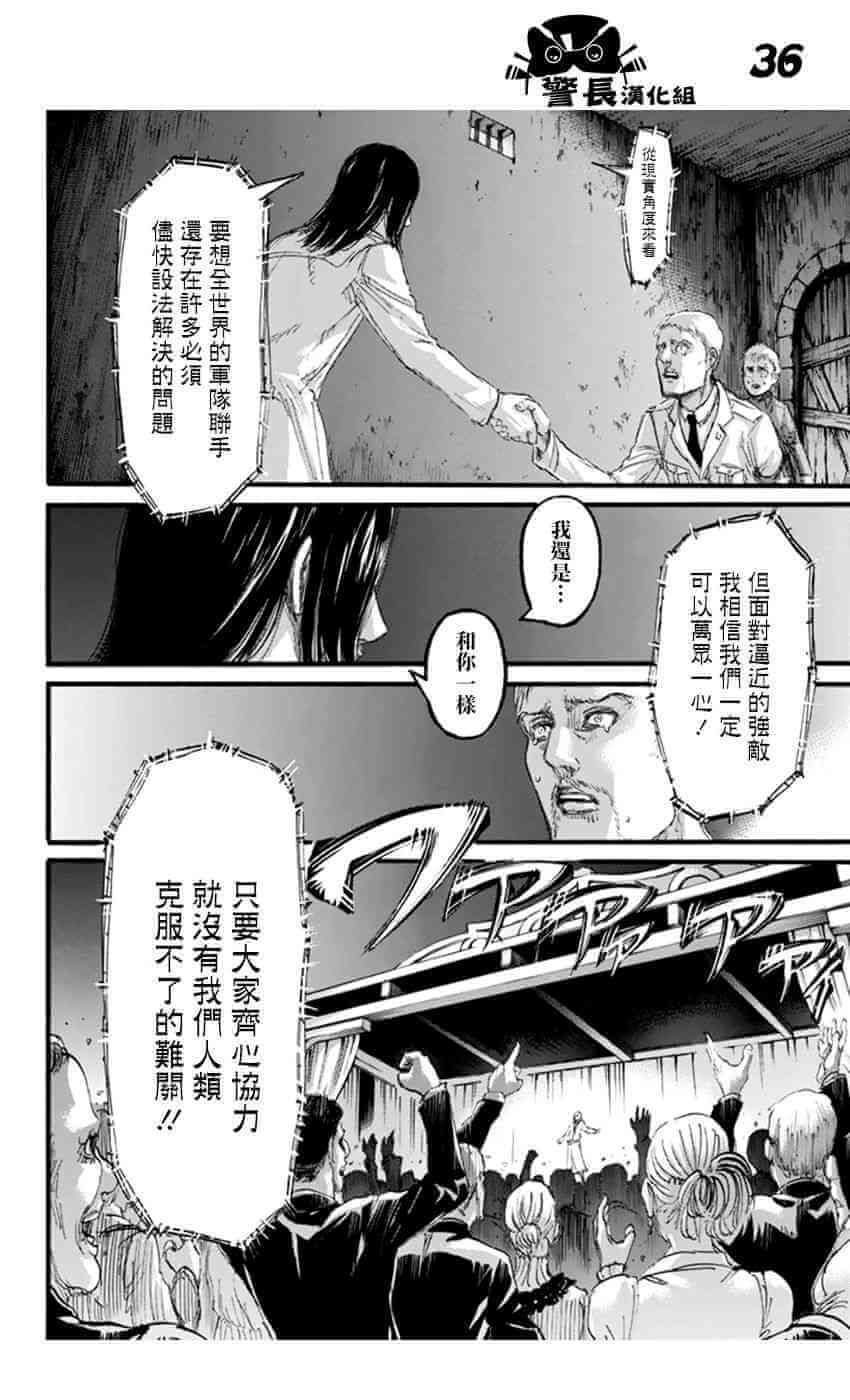 警長漢化組
36
從現實角度來看
要想全世界的軍隊聯手
還存在許多必須
儘快設法解決的問題
但面對逼近的強敵
我相信我們一定
可以萬眾一心！
我還是…
和你一樣
只要大家齊心協力
就沒有我們人類
克服不了的難關！！
ワァァァァァ